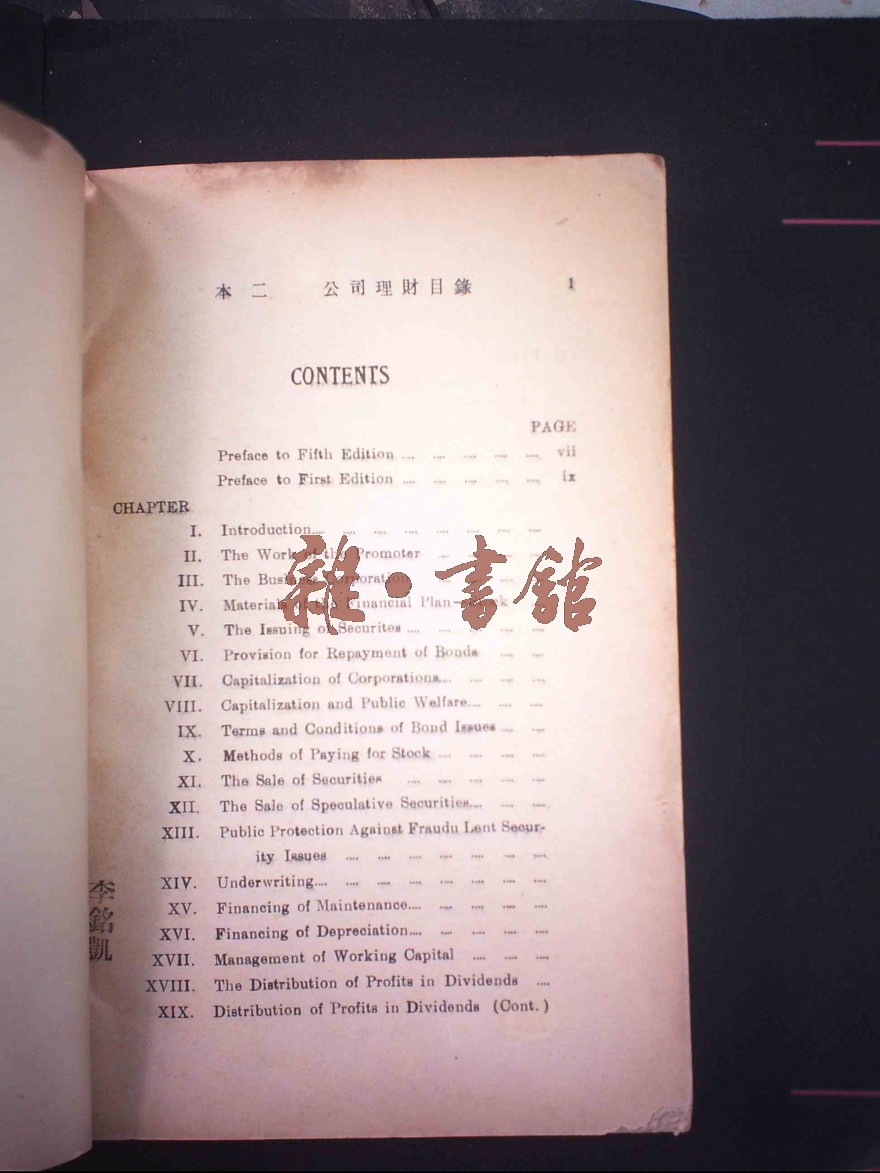 本二 公司理財目錄 1
CONTENTS
PAGE
Preface to Fifth Edition .... .... .... .... .... vii
Preface to First Edition .... .... .... .... .... ix
CHAPTER
I. Introduction.... .... .... .... .... .... .... ....
II. The Work of the Promoter .... .... .... ....
III. The Business Corporation .... .... .... ....
IV. Materials of the Financial Plan—Stock ....
V. The Issuing of Securites .... .... .... .... ....
VI. Provision for Repayment of Bonds .... ....
VII. Capitalization of Corporations.... .... .... ....
VIII. Capitalization and Public Welfare.... .... ....
IX. Terms and Conditions of Bond Issues .... ....
X. Methods of Paying for Stock .... .... .... ....
XI. The Sale of Securities .... .... .... .... ....
XII. The Sale of Speculative Securities.... .... ....
XIII. Public Protection Against Fraudu Lent Secur-
ity Issues .... .... .... .... .... .... ....
XIV. Underwriting.... .... .... .... .... .... .... ....
XV. Financing of Maintenance.... .... .... .... ....
XVI. Financing of Depreciation.... .... .... .... ....
XVII. Management of Working Capital .... .... ....
XVIII. The Distribution of Profits in Dividends ....
XIX. Distribution of Profits in Dividends (Cont.)
李銘凱
雜·書館